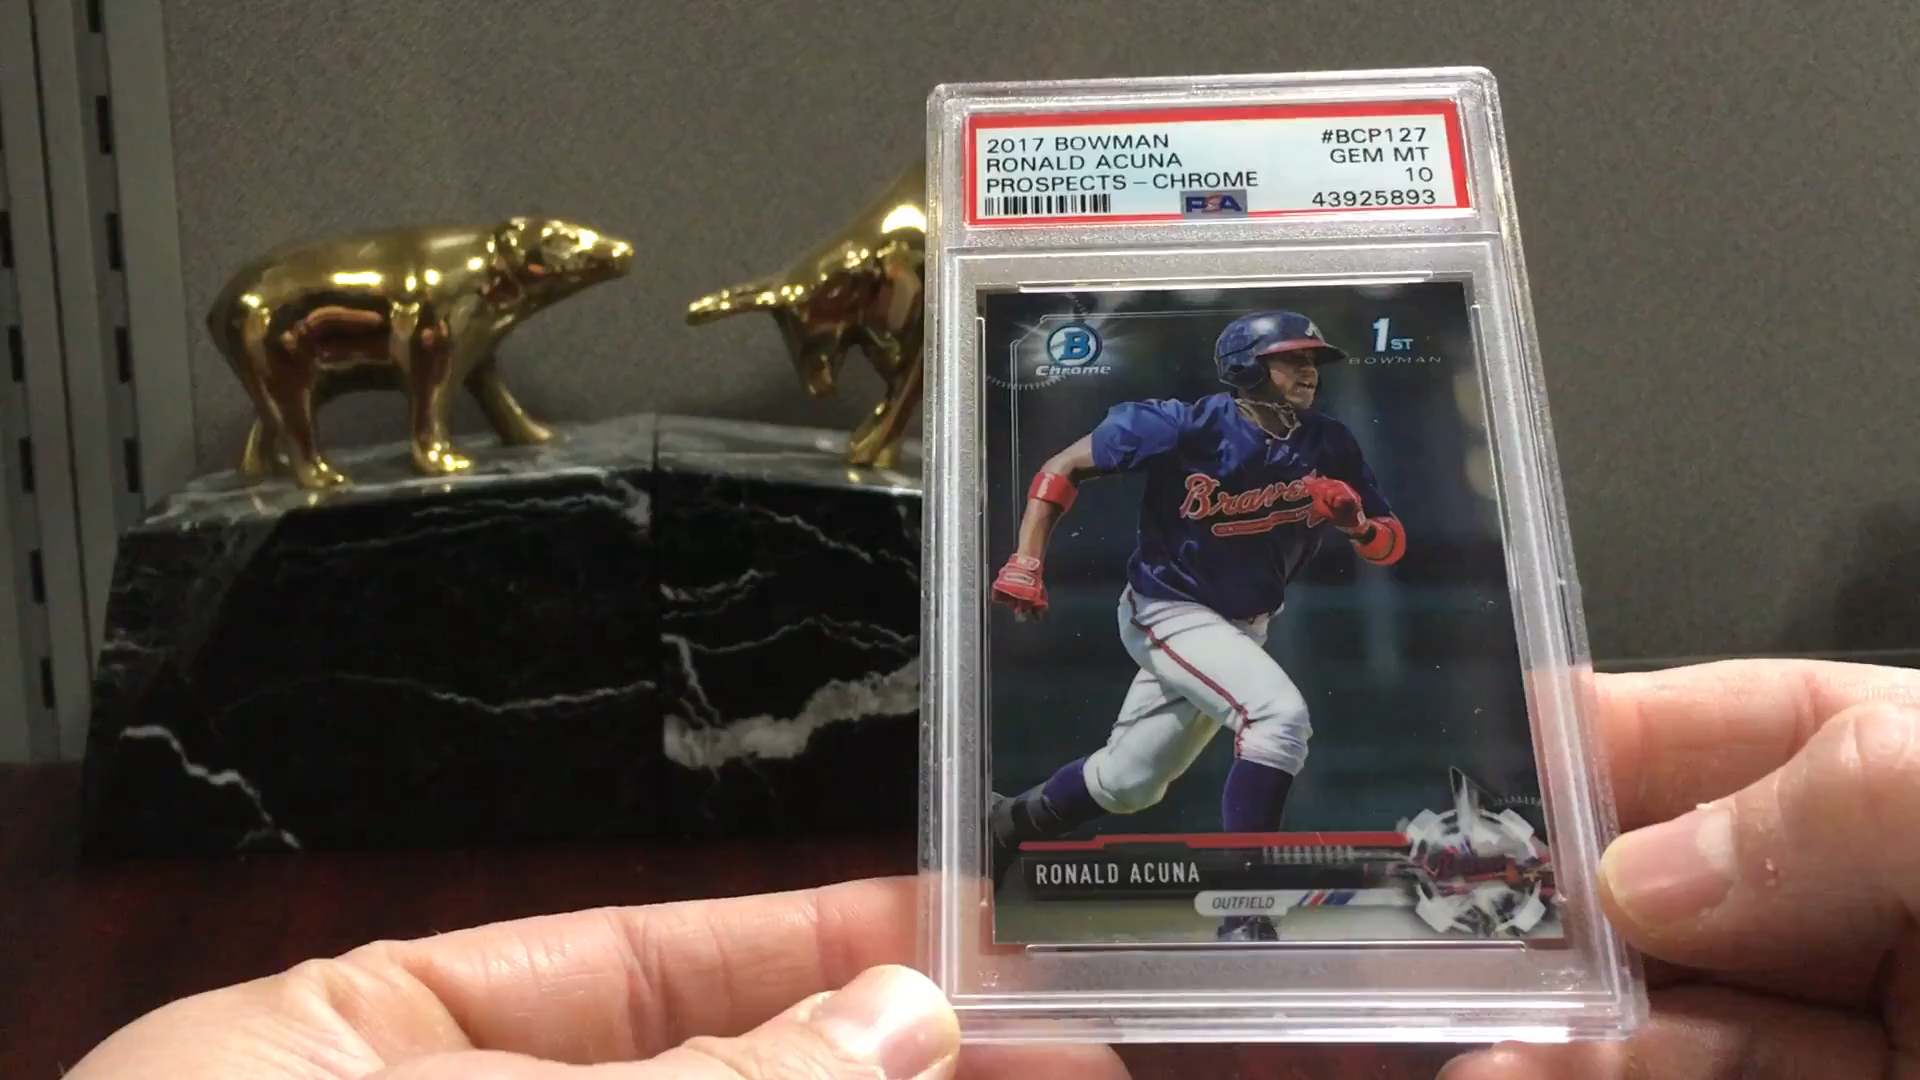 2017 BOWMAN #BCP127
RONALD ACUNA GEM MT
PROSPECTS – CHROME 10
PSA 43925893
B
Chrome
1ST
BOWMAN
A
Braves
RONALD ACUNA
OUTFIELD